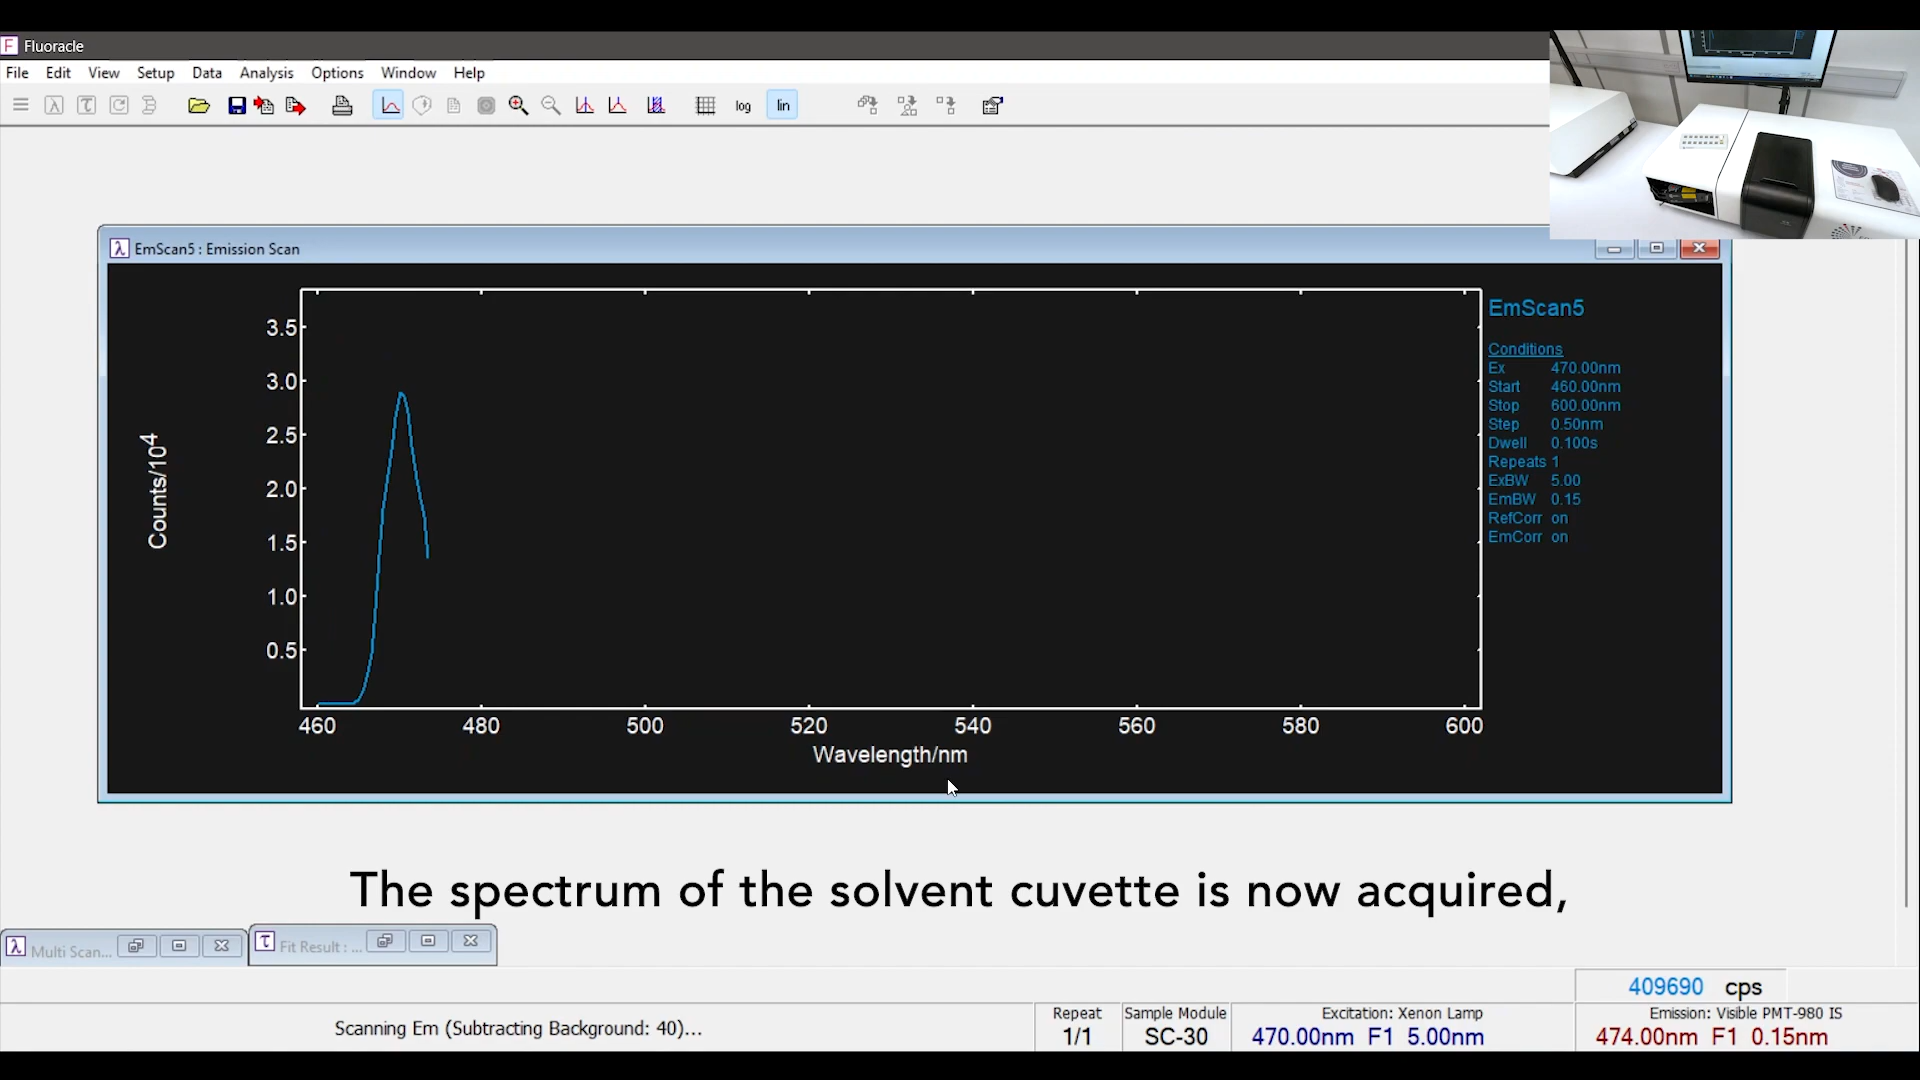 Fluoracle
File Edit View Setup Data Analysis Options Window Help
log lin
EmScan5 : Emission Scan
EmScan5
Conditions
Ex 470.00nm
Start 460.00nm
Stop 600.00nm
Step 0.50nm
Dwell 0.100s
Repeats 1
ExBW 5.00
EmBW 0.15
RefCorr on
EmCorr on
Counts/10⁴
3.5
3.0
2.5
2.0
1.5
1.0
0.5
460 480 500 520 540 560 580 600
Wavelength/nm
The spectrum of the solvent cuvette is now acquired,
Multi Scan... Fit Result : ...
409690 cps
Scanning Em (Subtracting Background: 40)...
Repeat
1/1
Sample Module
SC-30
Excitation: Xenon Lamp
470.00nm F1 5.00nm
Emission: Visible PMT-980 IS
474.00nm F1 0.15nm